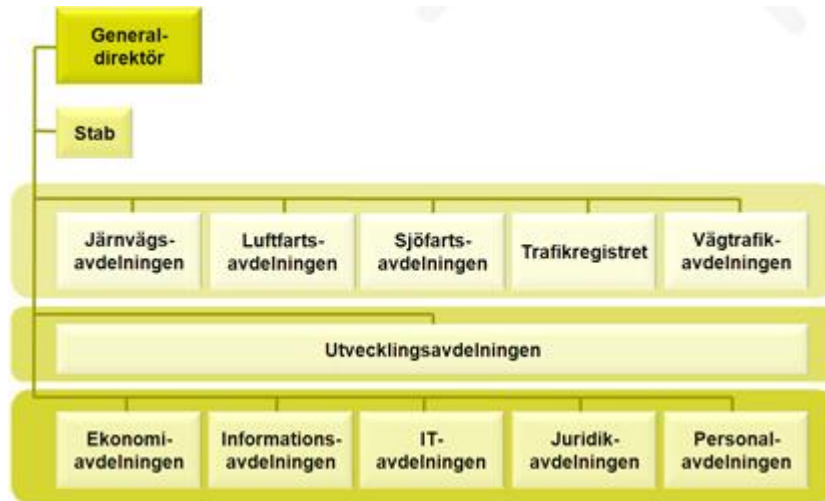 General-
direktör
Stab
Järnvägs-
avdelningen
Luftfarts-
avdelningen
Sjöfarts-
avdelningen
Trafikregistret
Vägtrafik-
avdelningen
Utvecklingsavdelningen
Ekonomi-
avdelningen
Informations-
avdelningen
IT-
avdelningen
Juridik-
avdelningen
Personal-
avdelningen